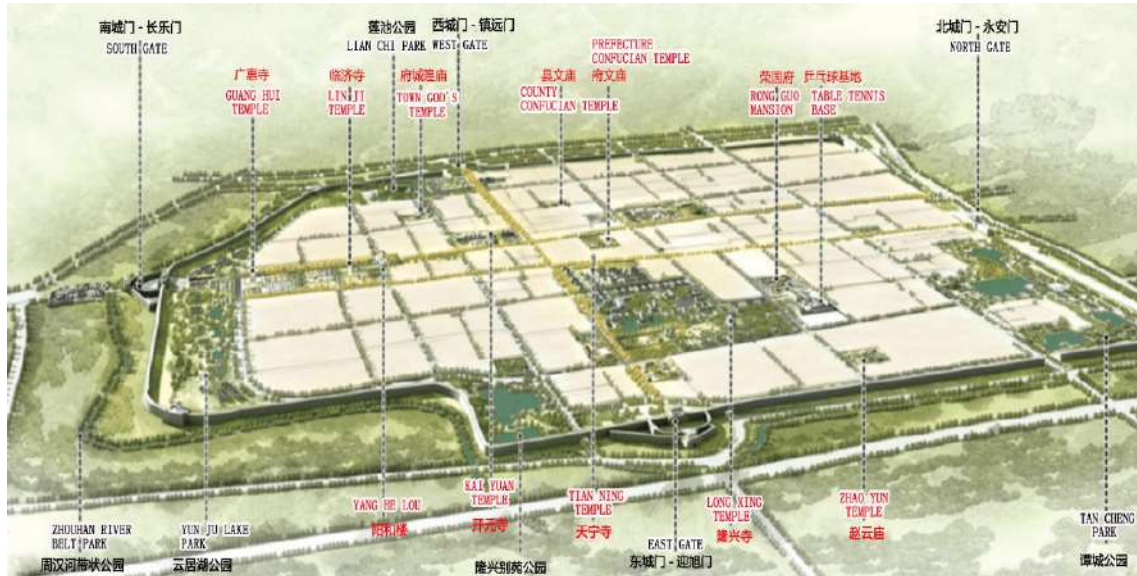 南城门-长乐门
SOUTH GATE
莲池公园
LIAN CHI PARK
西城门-镇远门
WEST GATE
北城门-永安门
NORTH GATE
广惠寺
GUANG HUI
TEMPLE
临济寺
LIN JI
TEMPLE
府城隍庙
TOWN GOD'S
TEMPLE
县文庙
COUNTY
CONFUCIAN TEMPLE
PREFECTURE
CONFUCIAN TEMPLE
府文庙
荣国府
RONG GUO
MANSION
乒乓球基地
TABLE TENNIS
BASE
ZHOUHAN RIVER
BELT PARK
周汉河带状公园
YUN JU LAKE
PARK
云居湖公园
YANG HE LOU
阳和楼
KAI YUAN
TEMPLE
开元寺
隆兴别苑公园
TIAN NING
TEMPLE
天宁寺
EAST GATE
东城门-迎旭门
LONG XING
TEMPLE
隆兴寺
ZHAO YUN
TEMPLE
赵云庙
TAN CHENG
PARK
谭城公园